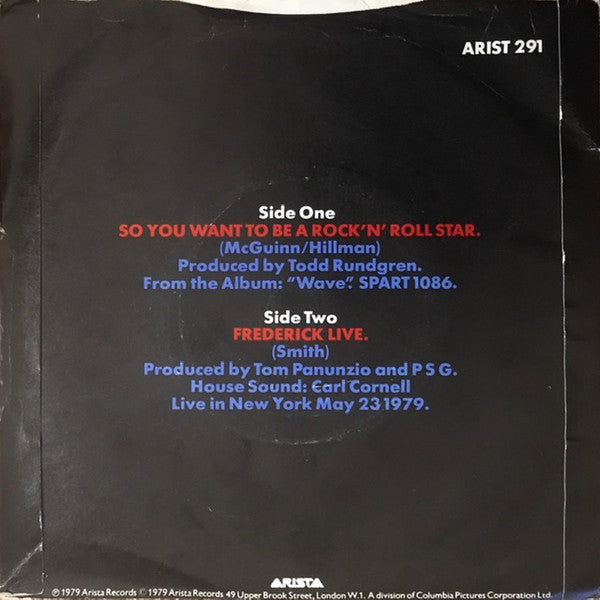 ARIST 291
Side One
SO YOU WANT TO BE A ROCK'N'ROLL STAR.
(McGuinn/Hillman)
Produced by Todd Rundgren.
From the Album: “Wave”. SPART 1086.
Side Two
FREDERICK LIVE.
(Smith)
Produced by Tom Panunzio and P S G.
House Sound: Carl Cornell
Live in New York May 23 1979.
ARISTA
℗ 1979 Arista Records © 1979 Arista Records 49 Upper Brook Street, London W.1. A division of Columbia Pictures Corporation Ltd.